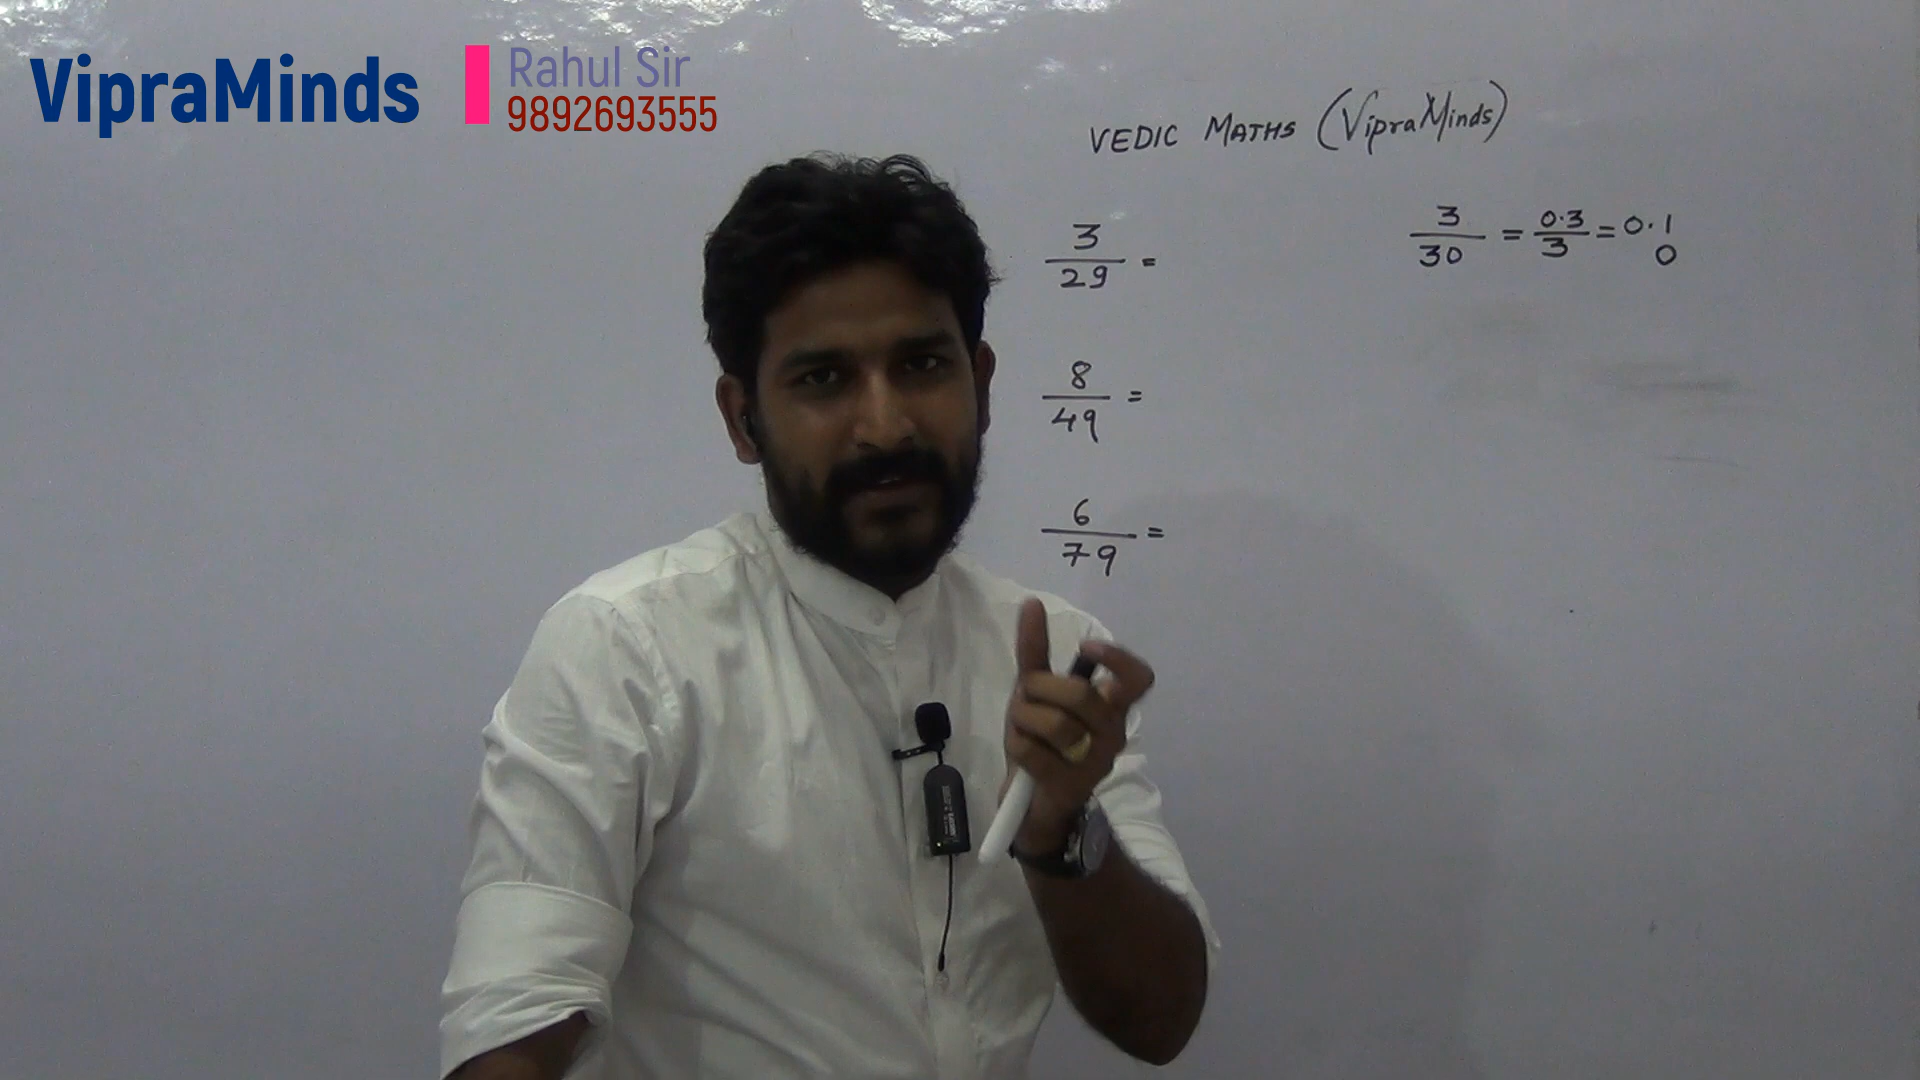 VipraMinds
Rahul Sir
9892693555
VEDIC MATHS (VipraMinds)
3/29 =
3/30 = 0.3/3 = 0.1
0
8/49 =
6/79 =